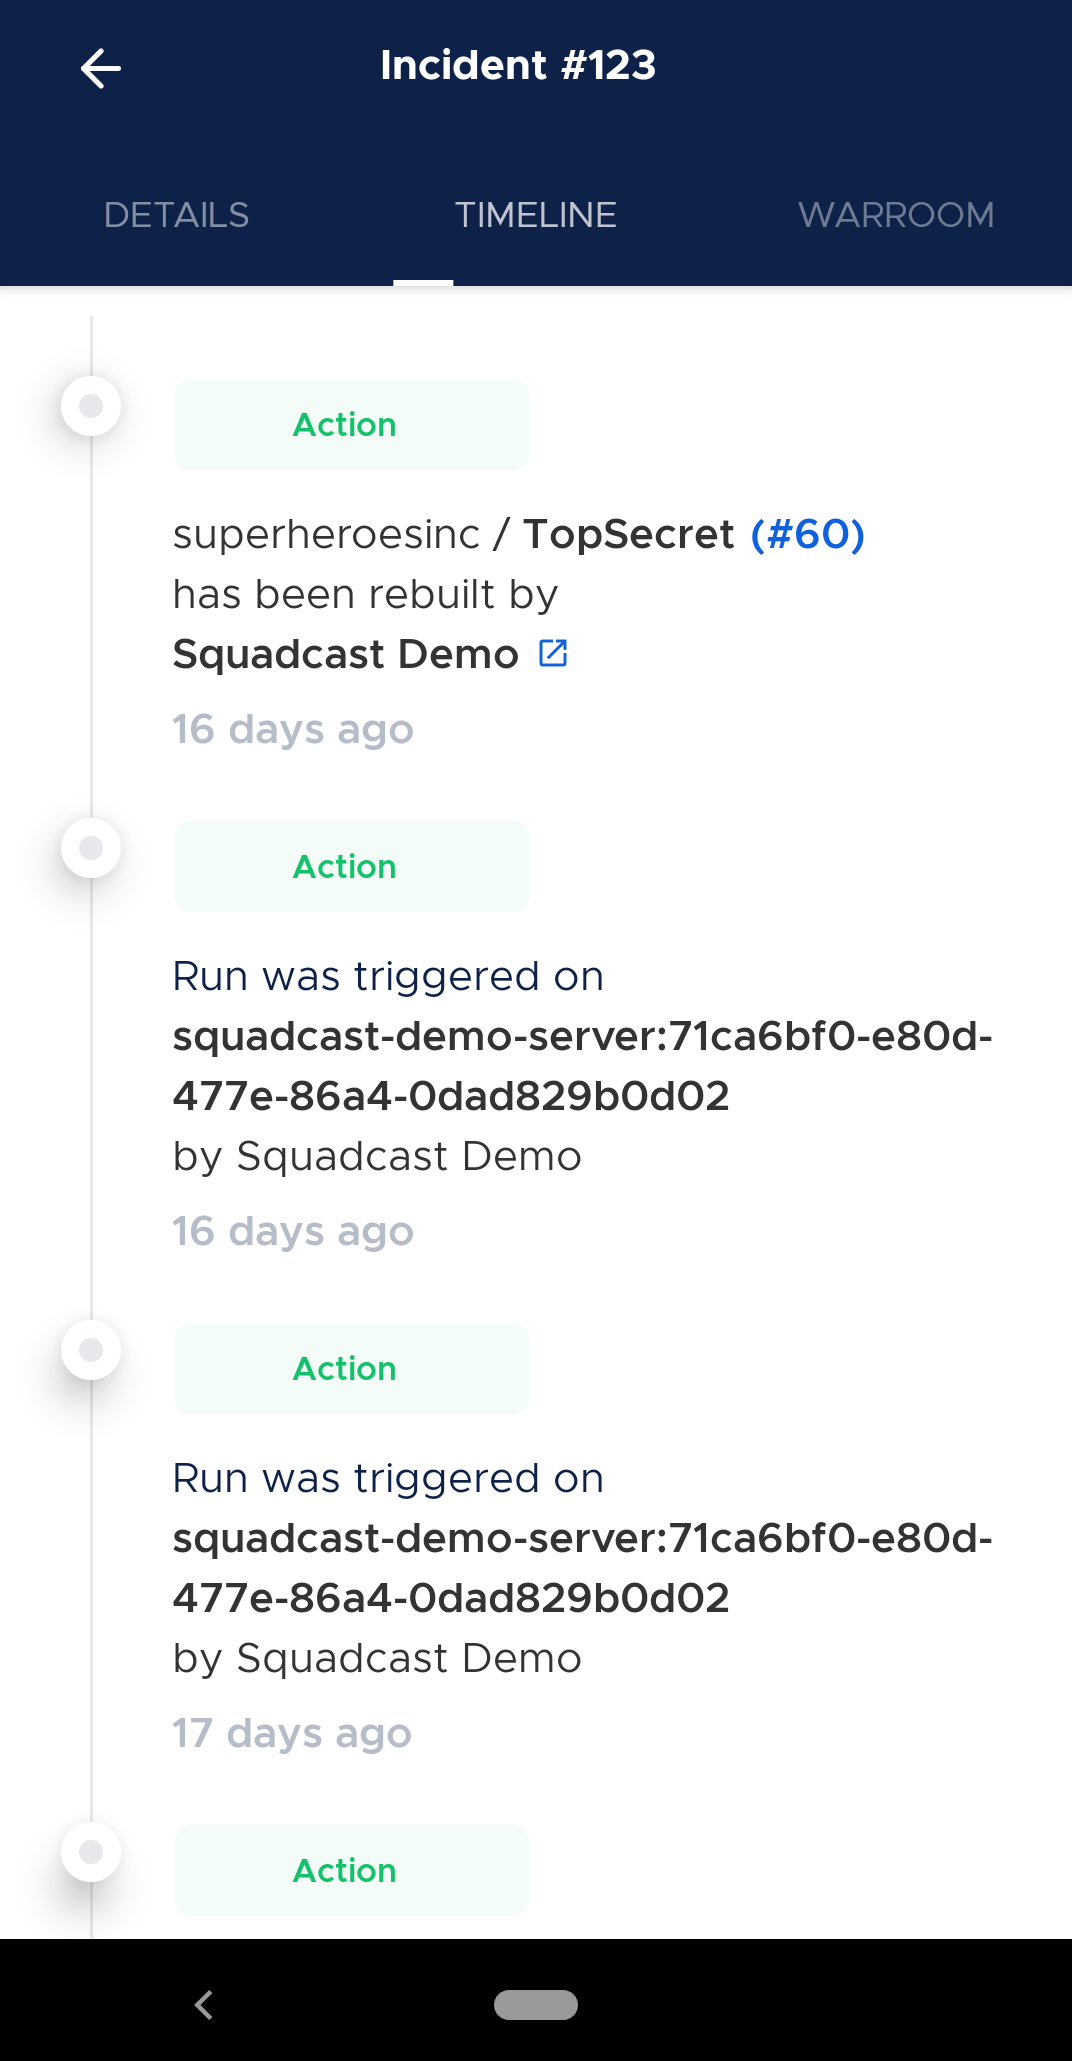 Incident #123
DETAILS TIMELINE WARROOM
Action
superheroesinc / TopSecret (#60)
has been rebuilt by
Squadcast Demo
16 days ago
Action
Run was triggered on
squadcast-demo-server:71ca6bf0-e80d-
477e-86a4-0dad829b0d02
by Squadcast Demo
16 days ago
Action
Run was triggered on
squadcast-demo-server:71ca6bf0-e80d-
477e-86a4-0dad829b0d02
by Squadcast Demo
17 days ago
Action